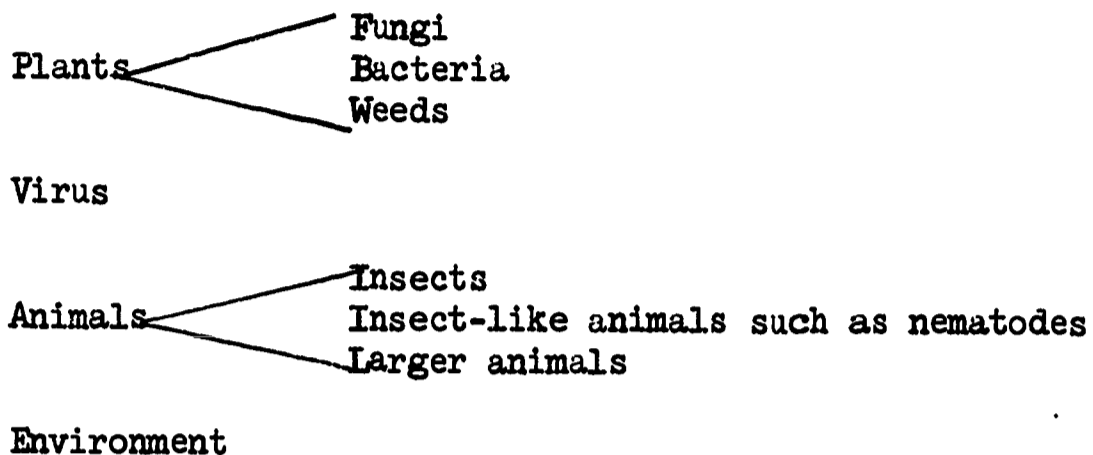 Fungi
Plants Bacteria
Weeds
Virus
Insects
Animals Insect-like animals such as nematodes
Larger animals
Environment